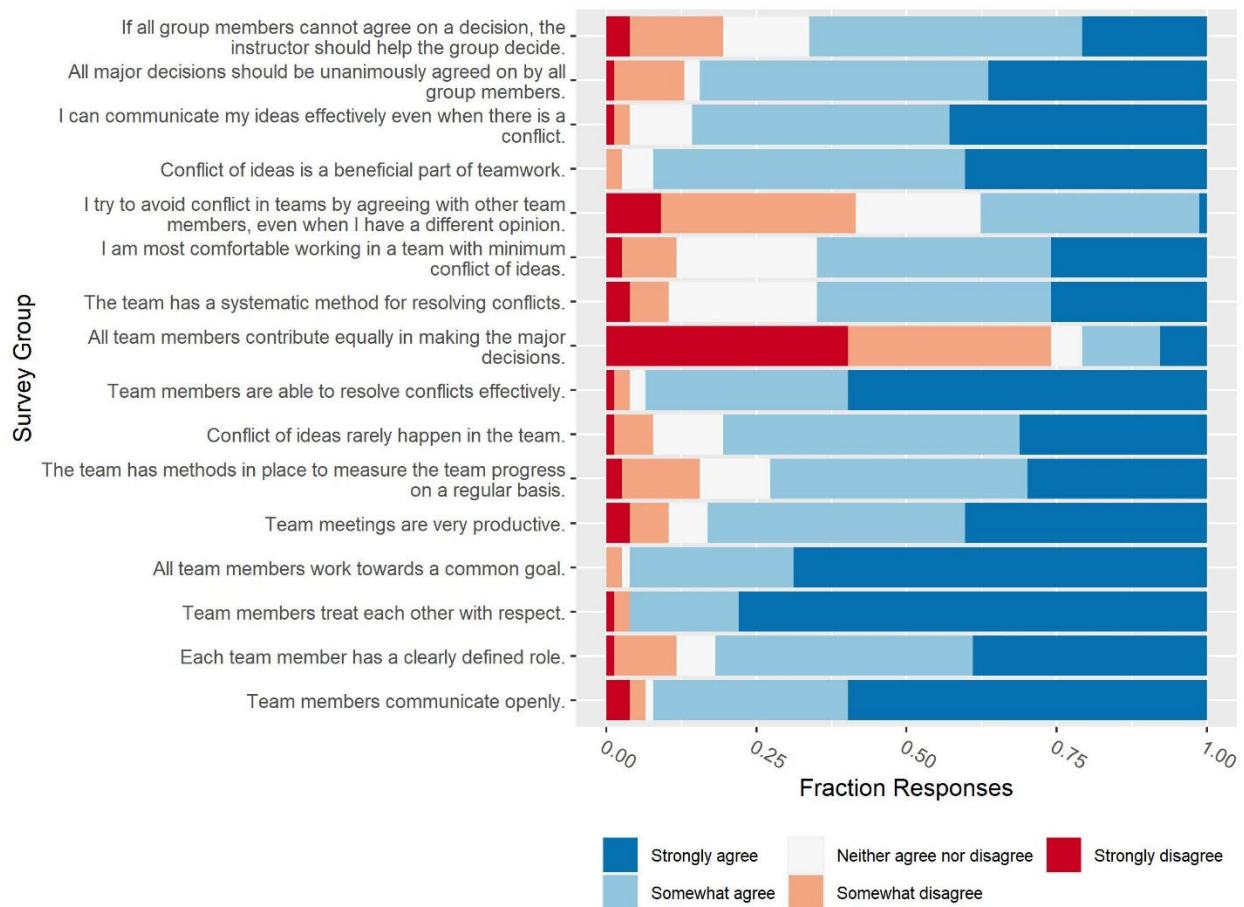 If all group members cannot agree on a decision, the
instructor should help the group decide.
All major decisions should be unanimously agreed on by all
group members.
I can communicate my ideas effectively even when there is a
conflict.
Conflict of ideas is a beneficial part of teamwork.
I try to avoid conflict in teams by agreeing with other team
members, even when I have a different opinion.
I am most comfortable working in a team with minimum
conflict of ideas.
The team has a systematic method for resolving conflicts.
All team members contribute equally in making the major
decisions.
Team members are able to resolve conflicts effectively.
Conflict of ideas rarely happen in the team.
The team has methods in place to measure the team progress
on a regular basis.
Team meetings are very productive.
All team members work towards a common goal.
Team members treat each other with respect.
Each team member has a clearly defined role.
Team members communicate openly.
Survey Group
0.00 0.25 0.50 0.75 1.00
Fraction Responses
Strongly agree Neither agree nor disagree Strongly disagree
Somewhat agree Somewhat disagree